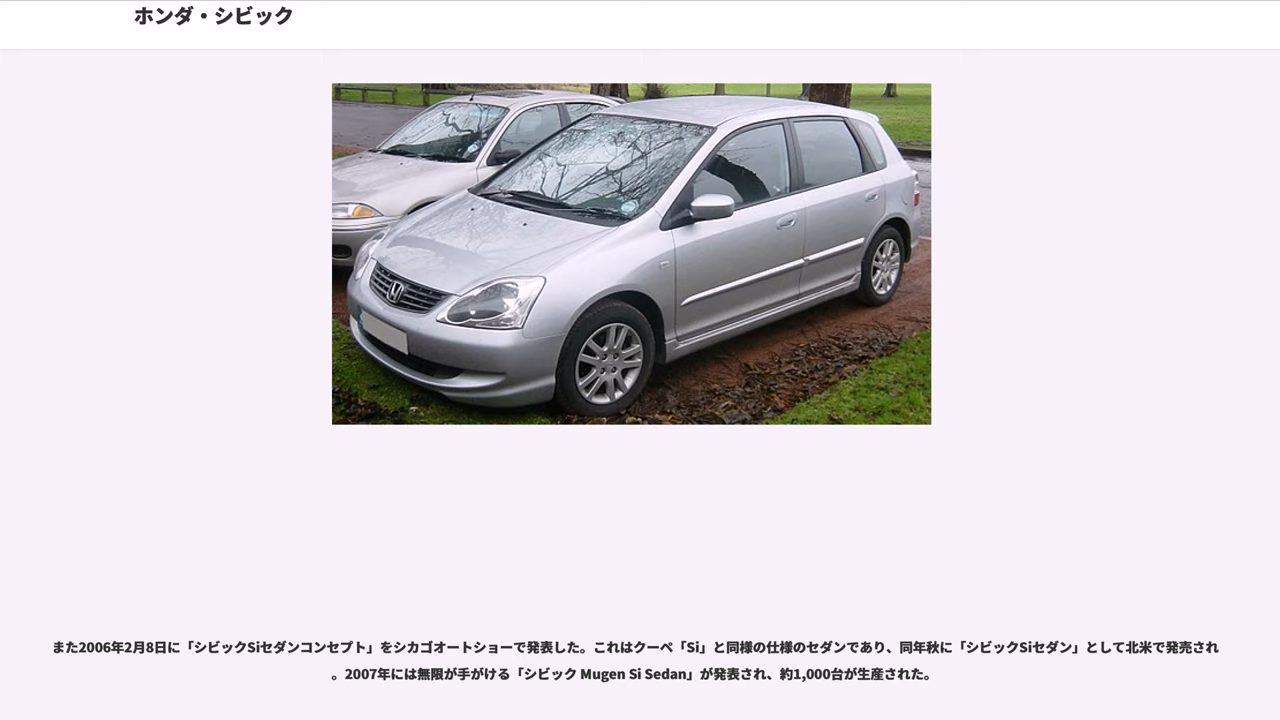 ホンダ・シビック
また2006年2月8日に「シビックSiセダンコンセプト」をシカゴオートショーで発表した。これはクーペ「Si」と同様の仕様のセダンであり、同年秋に「シビックSiセダン」として北米で発売され
。2007年には無限が手がける「シビック Mugen Si Sedan」が発表され、約1,000台が生産された。